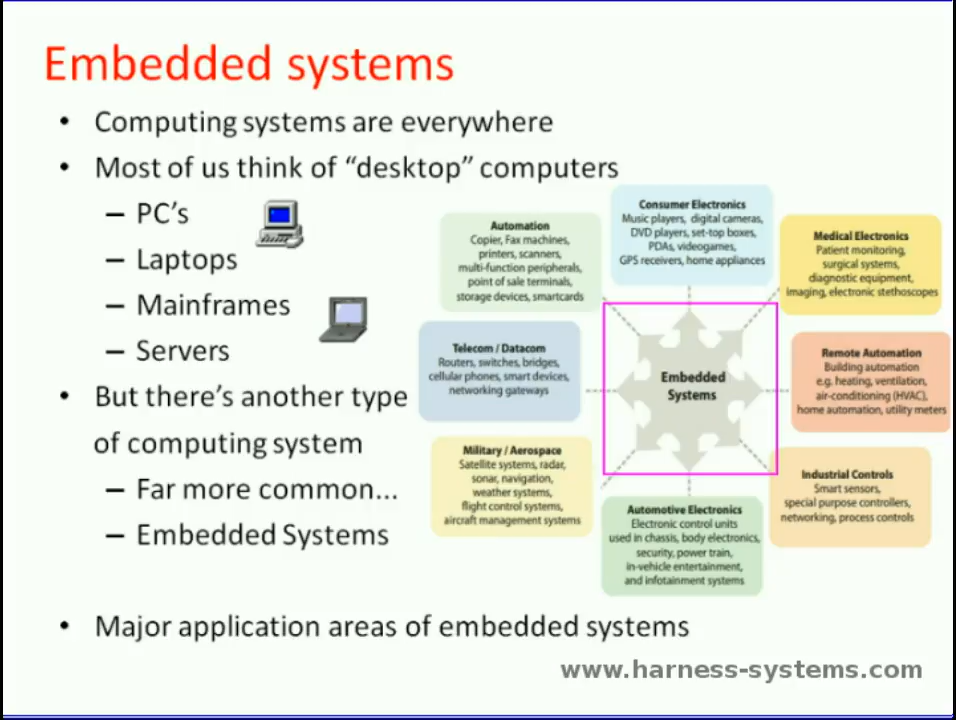 Embedded systems
• Computing systems are everywhere
• Most of us think of “desktop” computers
– PC’s
– Laptops
– Mainframes
– Servers
• But there’s another type
of computing system
– Far more common...
– Embedded Systems
• Major application areas of embedded systems
Automation
Copier, Fax machines,
printers, scanners,
multi-function peripherals,
point of sale terminals,
storage devices, smartcards
Consumer Electronics
Music players, digital cameras,
DVD players, set-top boxes,
PDAs, videogames,
GPS receivers, home appliances
Medical Electronics
Patient monitoring,
surgical systems,
diagnostic equipment,
imaging, electronic stethoscopes
Telecom / Datacom
Routers, switches, bridges,
cellular phones, smart devices,
networking gateways
Embedded
Systems
Remote Automation
Building automation
e.g. heating, ventilation,
air-conditioning (HVAC),
home automation, utility meters
Military / Aerospace
Satellite systems, radar,
sonar, navigation,
weather systems,
flight control systems,
aircraft management systems
Automotive Electronics
Electronic control units
used in chassis, body electronics,
security, power train,
in-vehicle entertainment,
and infotainment systems
Industrial Controls
Smart sensors,
special purpose controllers,
networking, process controls
www.harness-systems.com